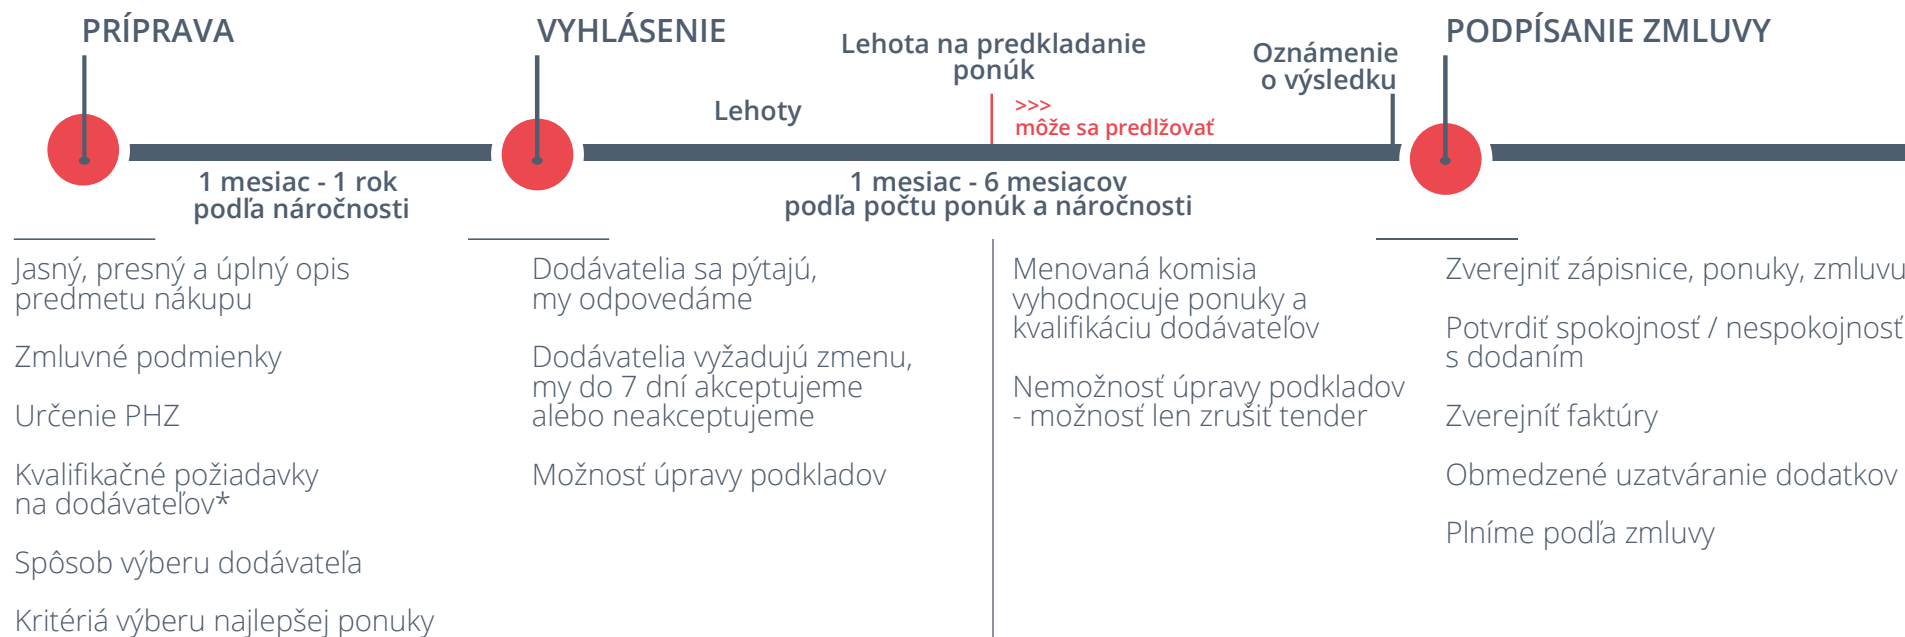 PRÍPRAVA
VYHLÁSENIE
Lehota na predkladanie
ponúk
Oznámenie
o výsledku
PODPÍSANIE ZMLUVY
Lehoty
>>>
môže sa predlžovať
1 mesiac - 1 rok
podľa náročnosti
1 mesiac - 6 mesiacov
podľa počtu ponúk a náročnosti
Jasný, presný a úplný opis
predmetu nákupu
Zmluvné podmienky
Určenie PHZ
Kvalifikačné požiadavky
na dodávateľov*
Spôsob výberu dodávateľa
Kritériá výberu najlepšej ponuky
Dodávatelia sa pýtajú,
my odpovedáme
Dodávatelia vyžadujú zmenu,
my do 7 dní akceptujeme
alebo neakceptujeme
Možnosť úpravy podkladov
Menovaná komisia
vyhodnocuje ponuky a
kvalifikáciu dodávateľov
Nemožnosť úpravy podkladov
- možnosť len zrušiť tender
Zverejniť zápisnice, ponuky, zmluvu
Potvrdiť spokojnosť / nespokojnosť
s dodaním
Zverejníť faktúry
Obmedzené uzatváranie dodatkov
Plníme podľa zmluvy